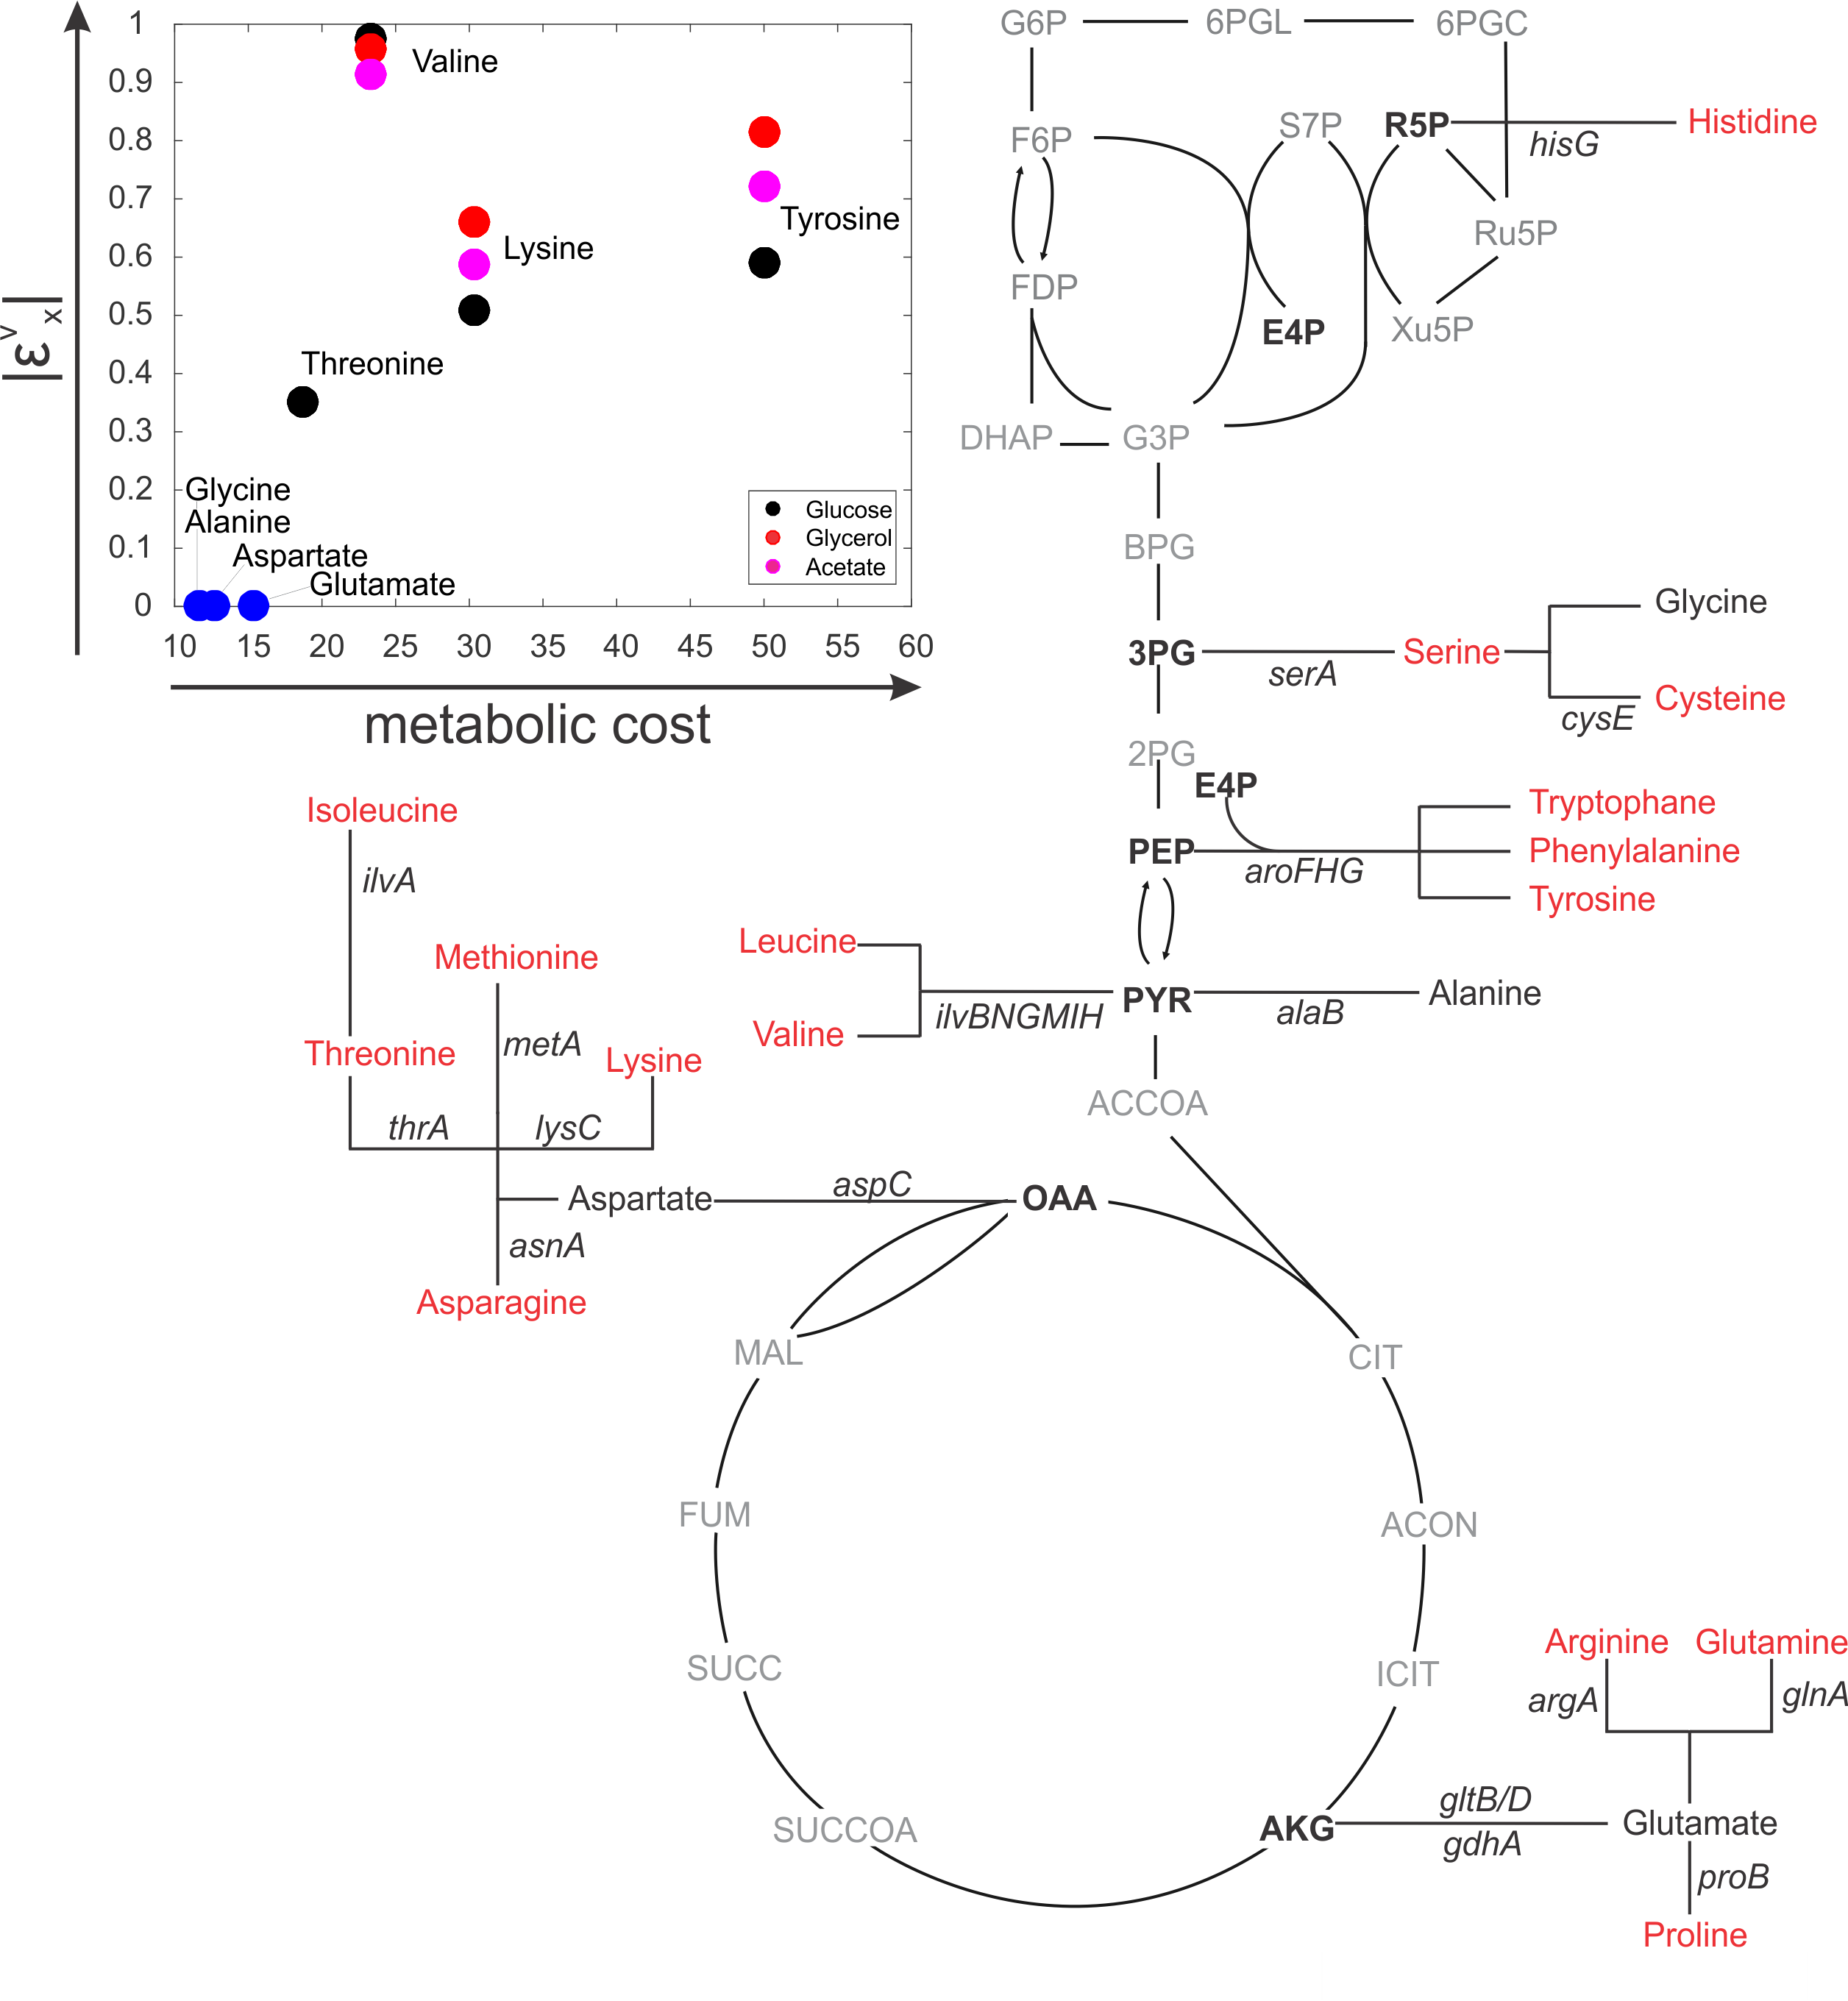 1
0.9
0.8
0.7
0.6
0.5
0.4
0.3
0.2
0.1
0
|ε^v_x|
Valine
Tyrosine
Lysine
Threonine
Glycine
Alanine
Aspartate
Glutamate
Glucose
Glycerol
Acetate
10 15 20 25 30 35 40 45 50 55 60
metabolic cost
G6P 6PGL 6PGC
F6P S7P R5P hisG Histidine
Ru5P
FDP E4P Xu5P
DHAP G3P
BPG
3PG serA Serine Glycine
cysE Cysteine
2PG
E4P
PEP aroFHG Tryptophane
Phenylalanine
Tyrosine
Isoleucine
ilvA
Methionine
metA
Threonine
Lysine
thrA lysC
Leucine
Valine
ilvBNGMIH PYR alaB Alanine
ACCOA
Aspartate aspC OAA
asnA
Asparagine
MAL CIT
FUM ACON
SUCC ICIT
SUCCOA AKG
gltB/D
gdhA
Glutamate
Arginine Glutamine
argA glnA
proB
Proline